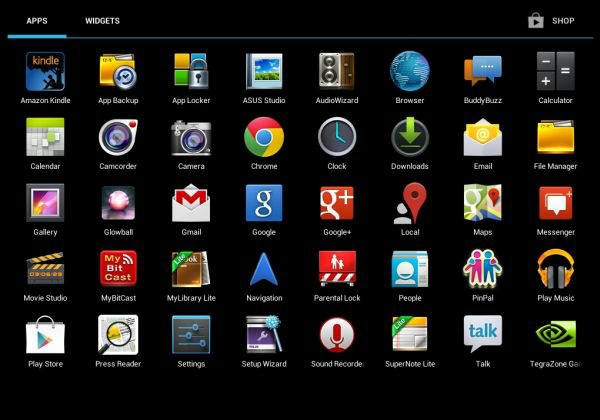 APPS WIDGETS SHOP
kindle
Amazon Kindle App Backup App Locker ASUS Studio AudioWizard Browser BuddyBuzz Calculator
Calendar Camcorder Camera Chrome Clock Downloads Email File Manager
g g+
Gallery Glowball Gmail Google Google+ Local Maps Messenger
My Bit Cast
Lite
Movie Studio MyBitCast MyLibrary Lite Navigation Parental Lock People PinPal Play Music
Lite talk
Play Store Press Reader Settings Setup Wizard Sound Recorder SuperNote Lite Talk TegraZone Gam